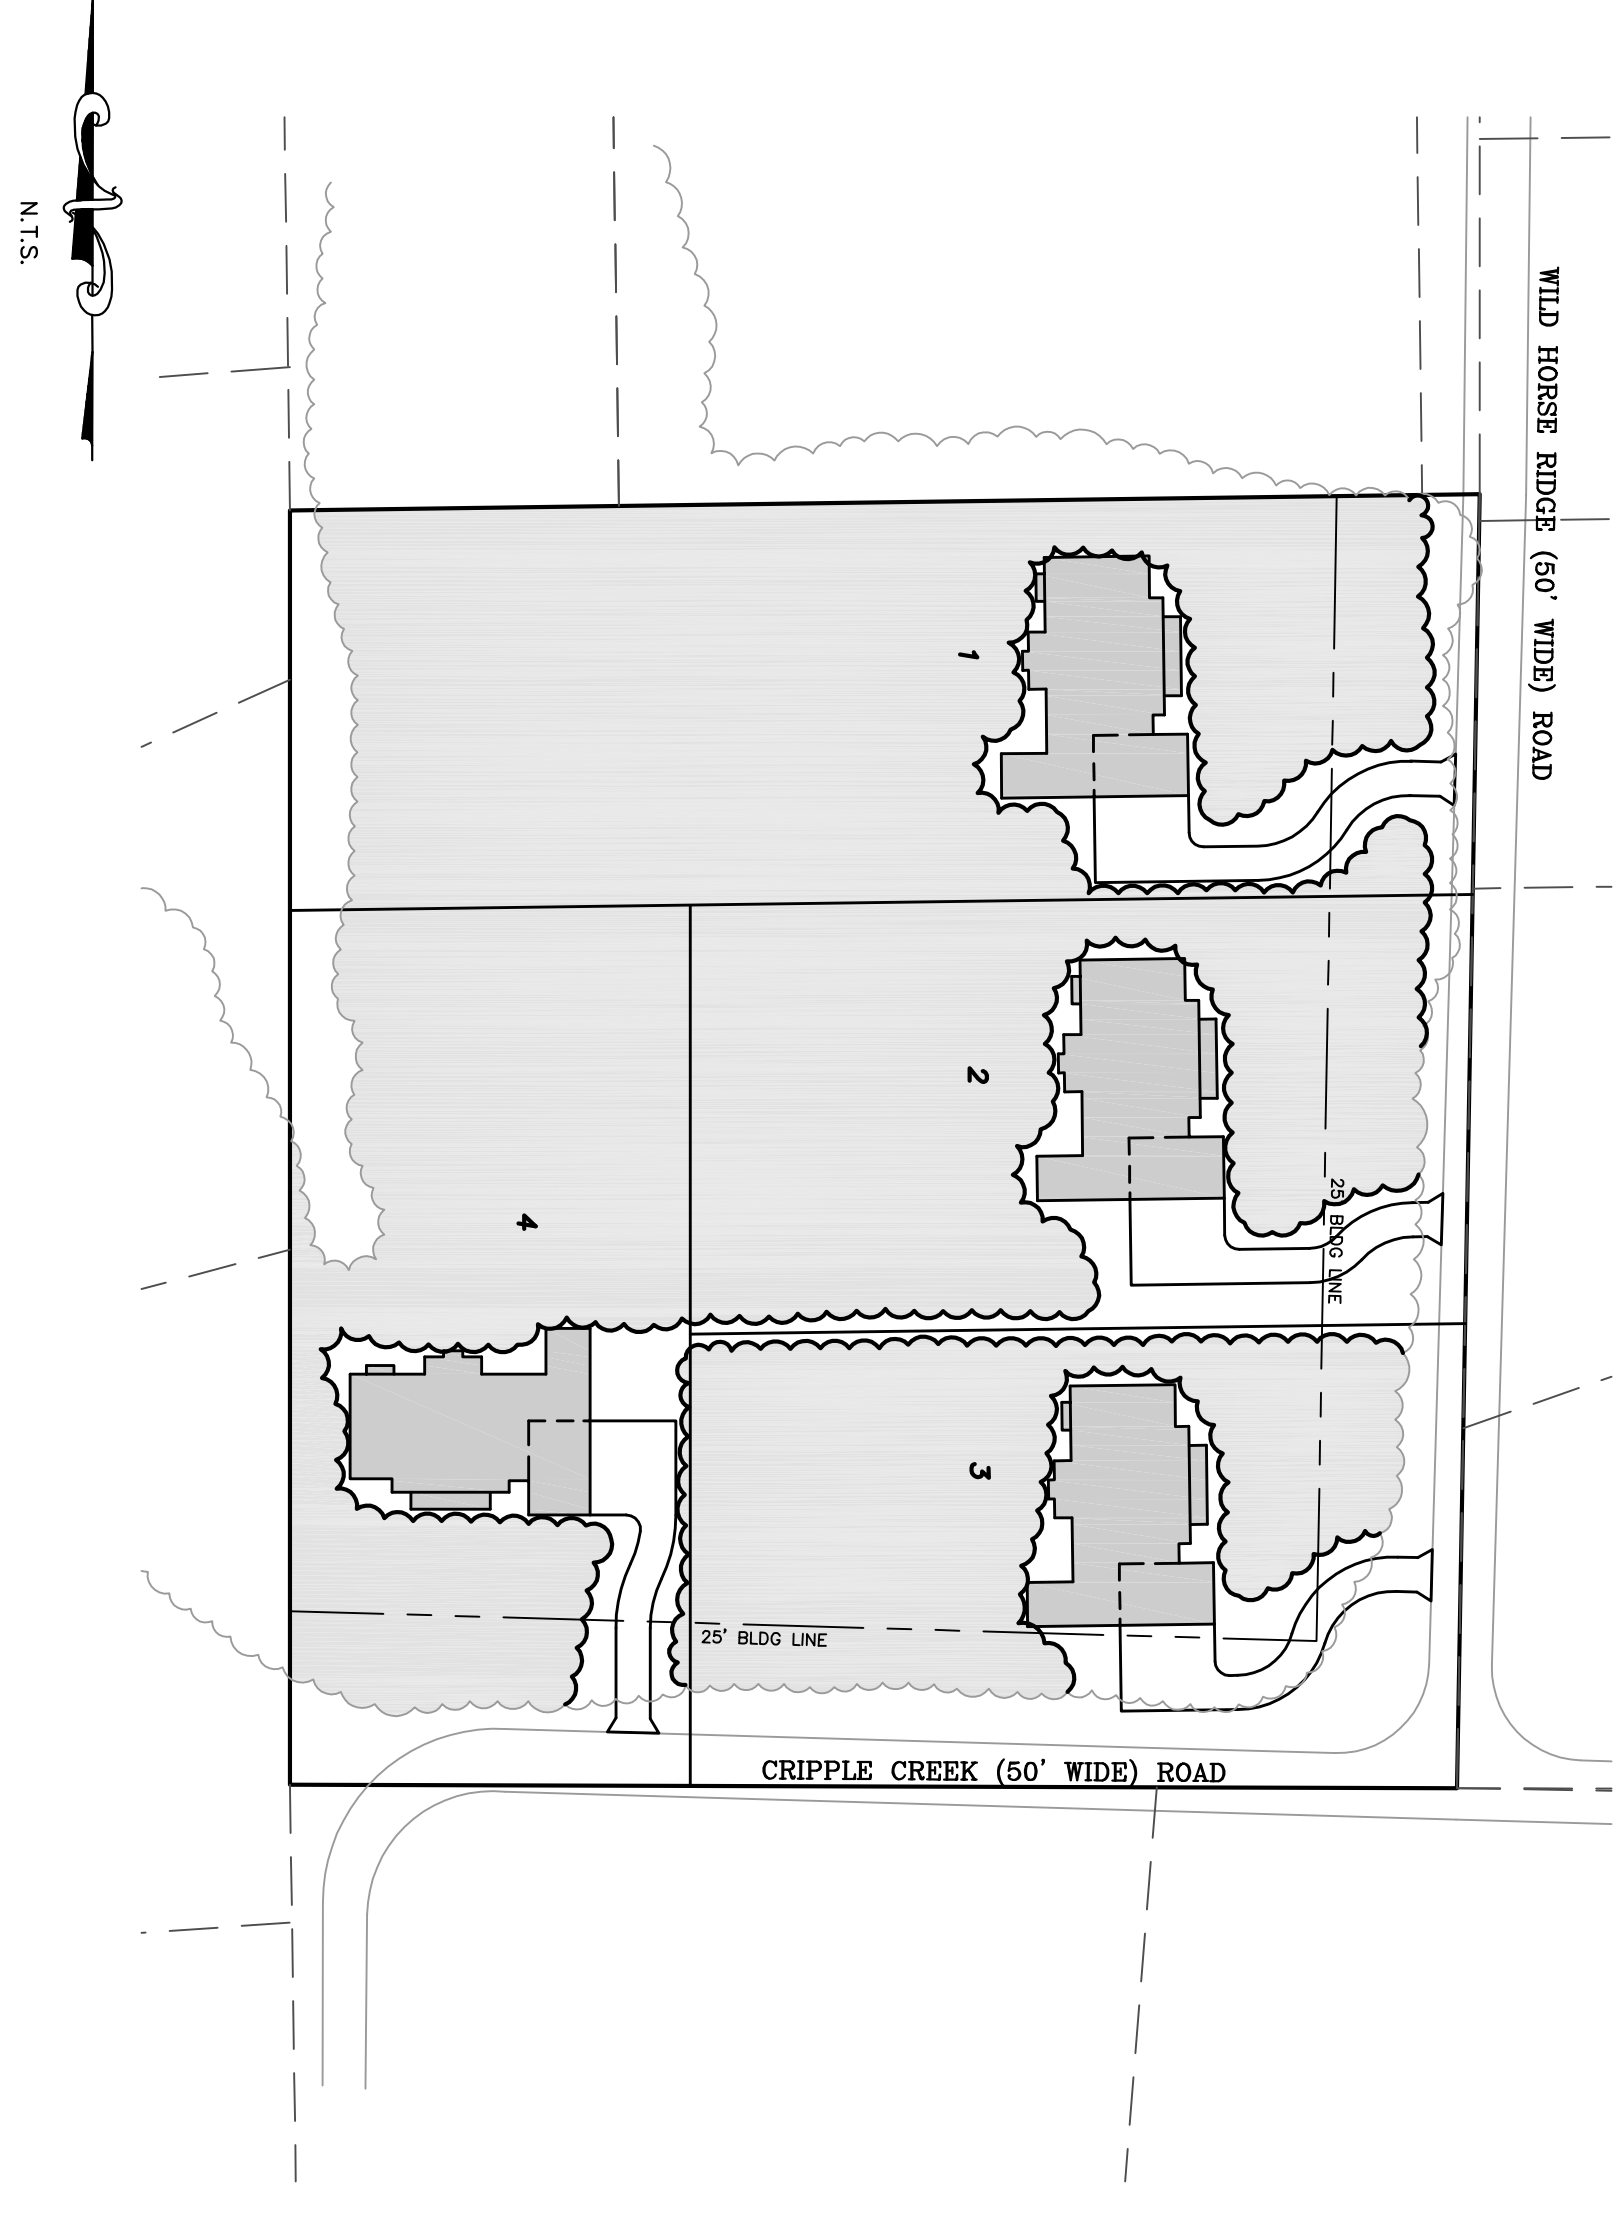 N.T.S.
WILD HORSE RIDGE (50' WIDE) ROAD
1
2
25 BLDG LINE
4
3
25' BLDG LINE
CRIPPLE CREEK (50' WIDE) ROAD